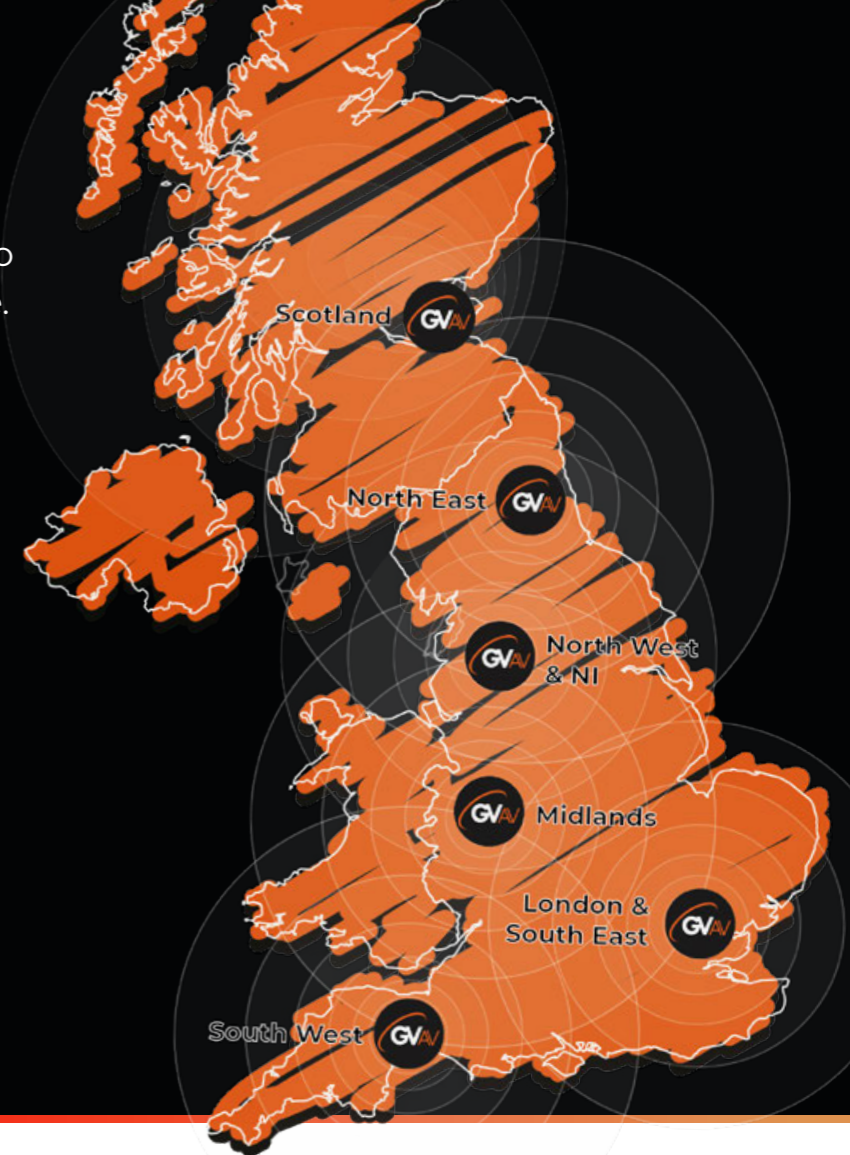 o
.
Scotland
GVAV
North East
GVAV
GVAV
North West
& NI
GVAV
Midlands
London &
South East
GVAV
South West
GVAV